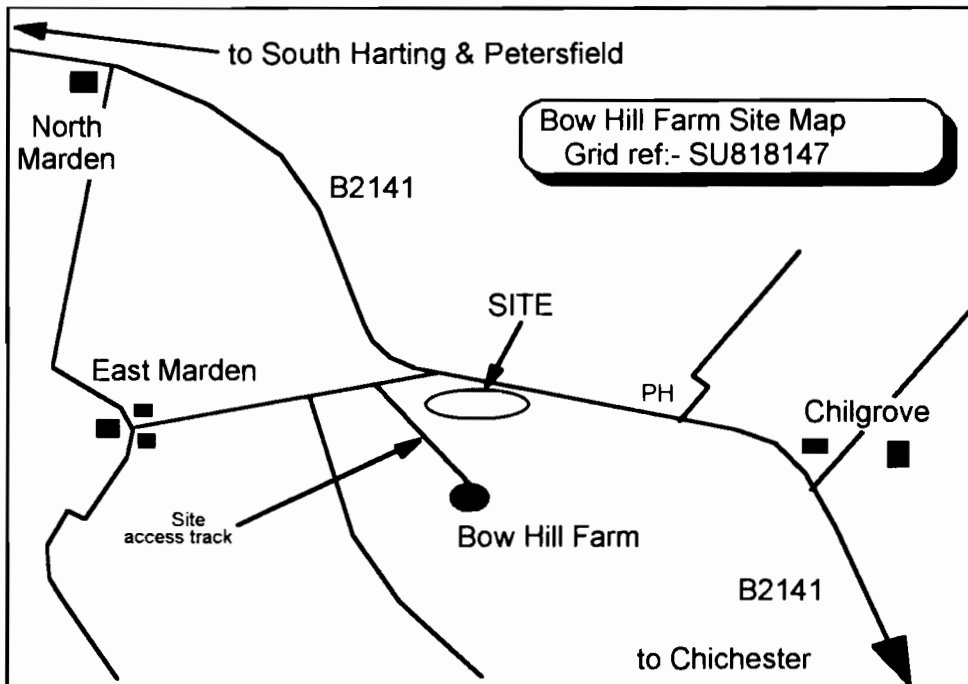 to South Harting & Petersfield
Bow Hill Farm Site Map
Grid ref:- SU818147
North
Marden
B2141
SITE
East Marden
PH
Chilgrove
Site
access track
Bow Hill Farm
B2141
to Chichester